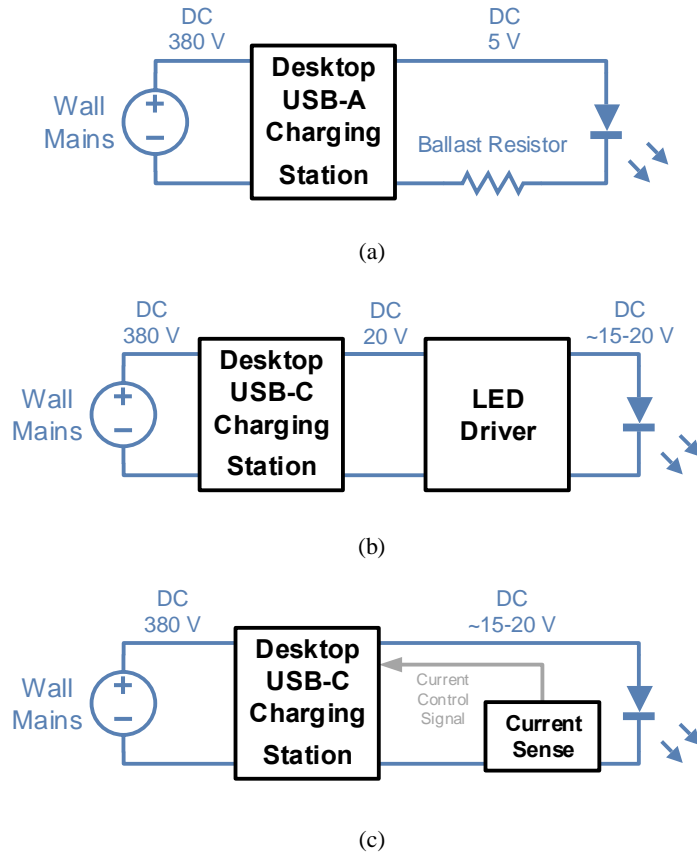 DC
380 V
DC
5 V
Wall
Mains
Desktop
USB-A
Charging
Station
Ballast Resistor
(a)
DC
380 V
DC
20 V
DC
~15-20 V
Wall
Mains
Desktop
USB-C
Charging
Station
LED
Driver
(b)
DC
380 V
DC
~15-20 V
Wall
Mains
Desktop
USB-C
Charging
Station
Current
Control
Signal
Current
Sense
(c)